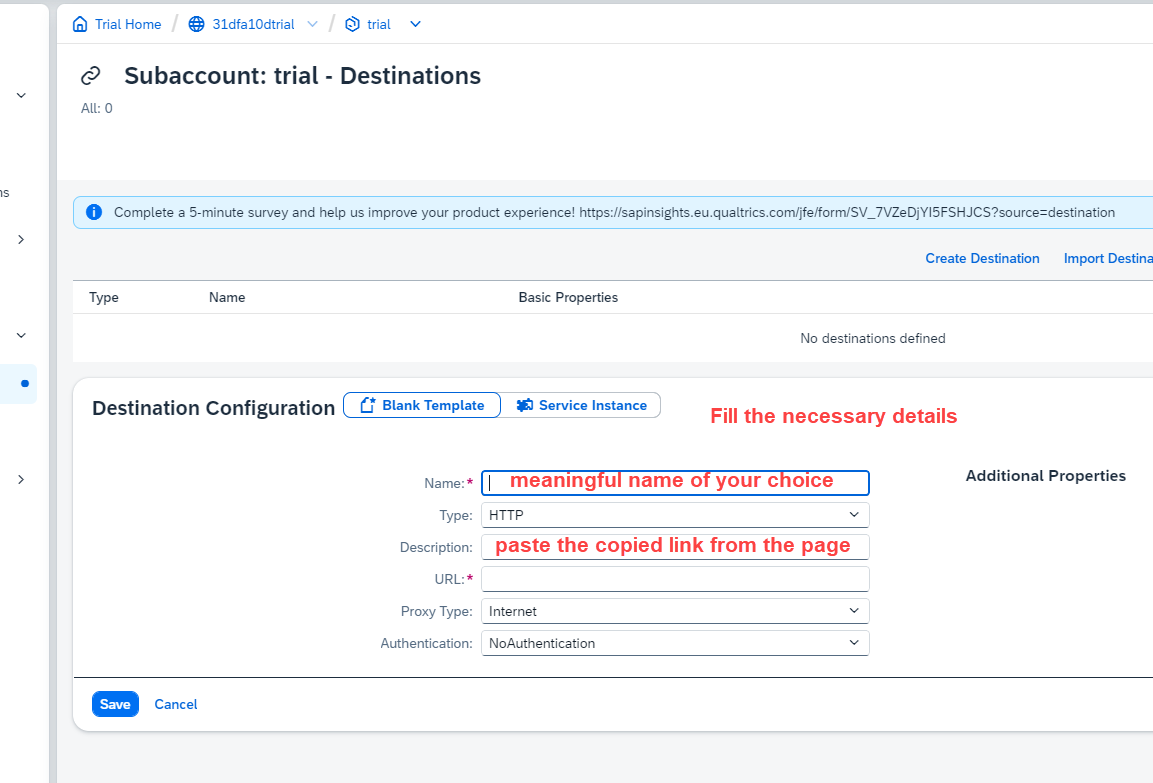 Trial Home / 31dfa10dtrial / trial
Subaccount: trial - Destinations
All: 0
ns
Complete a 5-minute survey and help us improve your product experience! https://sapinsights.eu.qualtrics.com/jfe/form/SV_7VZeDjYI5FSHJCS?source=destination
Create Destination Import Destina
Type Name Basic Properties
No destinations defined
Destination Configuration Blank Template Service Instance
Fill the necessary details
Name:* meaningful name of your choice
Additional Properties
Type: HTTP
Description: paste the copied link from the page
URL:*
Proxy Type: Internet
Authentication: NoAuthentication
Save Cancel